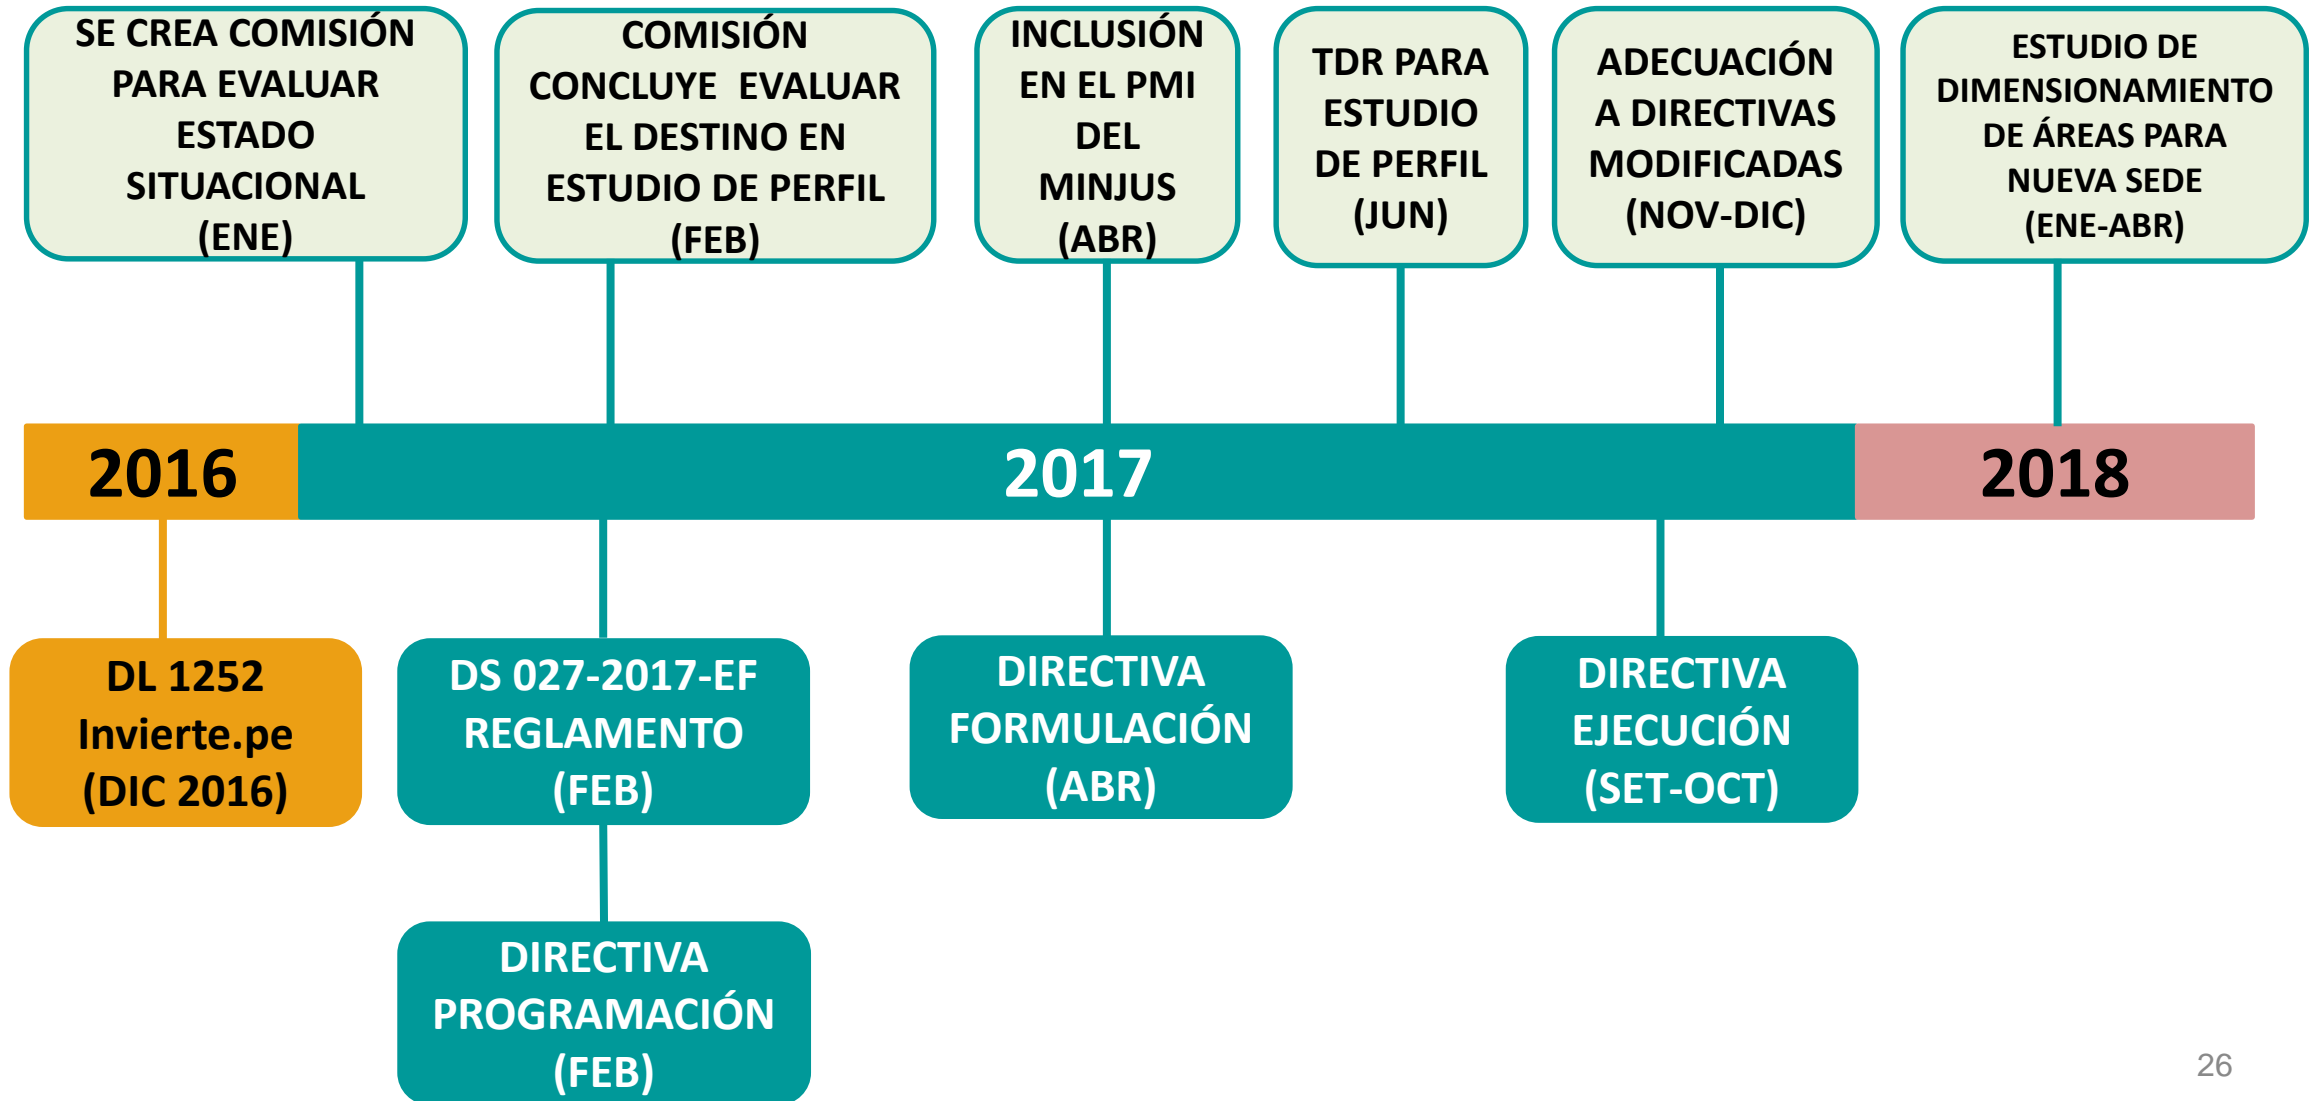 SE CREA COMISIÓN
PARA EVALUAR
ESTADO
SITUACIONAL
(ENE)
COMISIÓN
CONCLUYE EVALUAR
EL DESTINO EN
ESTUDIO DE PERFIL
(FEB)
INCLUSIÓN
EN EL PMI
DEL
MINJUS
(ABR)
TDR PARA
ESTUDIO
DE PERFIL
(JUN)
ADECUACIÓN
A DIRECTIVAS
MODIFICADAS
(NOV-DIC)
ESTUDIO DE
DIMENSIONAMIENTO
DE ÁREAS PARA
NUEVA SEDE
(ENE-ABR)
2016
2017
2018
DL 1252
Invierte.pe
(DIC 2016)
DS 027-2017-EF
REGLAMENTO
(FEB)
DIRECTIVA
FORMULACIÓN
(ABR)
DIRECTIVA
EJECUCIÓN
(SET-OCT)
DIRECTIVA
PROGRAMACIÓN
(FEB)
26